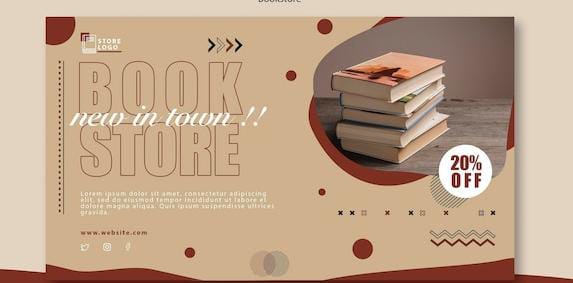 Bookstore
STORE
LOGO
BOOK
new in town !!
STORE
Lorem ipsum dolor sit amet, consectetur adipiscing
elit, sed do eiusmod tempor incididunt ut labore et
dolore magna aliqua. Quis ipsum suspendisse ultrices
gravida.
20%
OFF
www.website.com